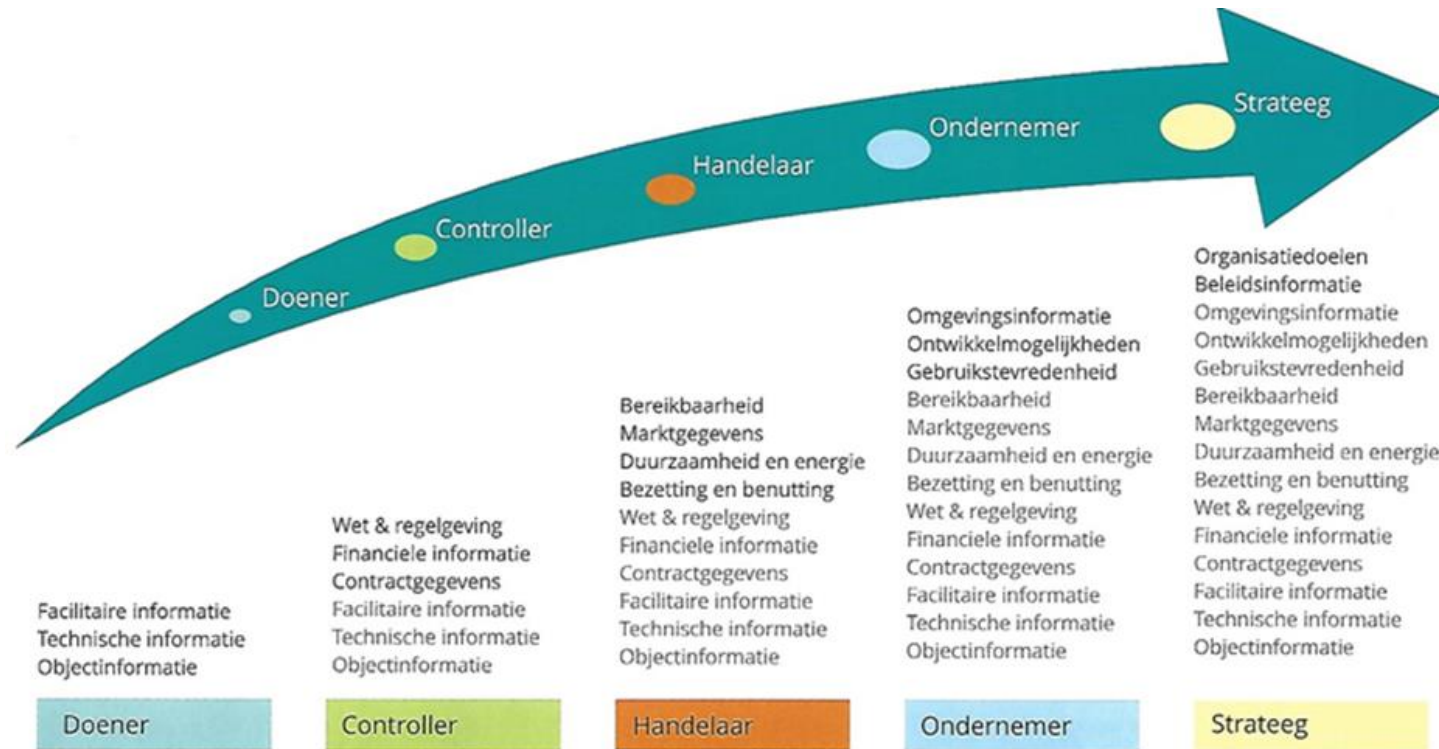 Strateeg
Ondernemer
Handelaar
Controller
Doener
Facilitaire informatie
Technische informatie
Objectinformatie
Doener
Wet & regelgeving
Financiele informatie
Contractgegevens
Facilitaire informatie
Technische informatie
Objectinformatie
Controller
Bereikbaarheid
Marktgegevens
Duurzaamheid en energie
Bezetting en benutting
Wet & regelgeving
Financiele informatie
Contractgegevens
Facilitaire informatie
Technische informatie
Objectinformatie
Handelaar
Omgevingsinformatie
Ontwikkelmogelijkheden
Gebruikstevredenheid
Bereikbaarheid
Marktgegevens
Duurzaamheid en energie
Bezetting en benutting
Wet & regelgeving
Financiele informatie
Contractgegevens
Facilitaire informatie
Technische informatie
Objectinformatie
Ondernemer
Organisatiedoelen
Beleidsinformatie
Omgevingsinformatie
Ontwikkelmogelijkheden
Gebruikstevredenheid
Bereikbaarheid
Marktgegevens
Duurzaamheid en energie
Bezetting en benutting
Wet & regelgeving
Financiele informatie
Contractgegevens
Facilitaire informatie
Technische informatie
Objectinformatie
Strateeg